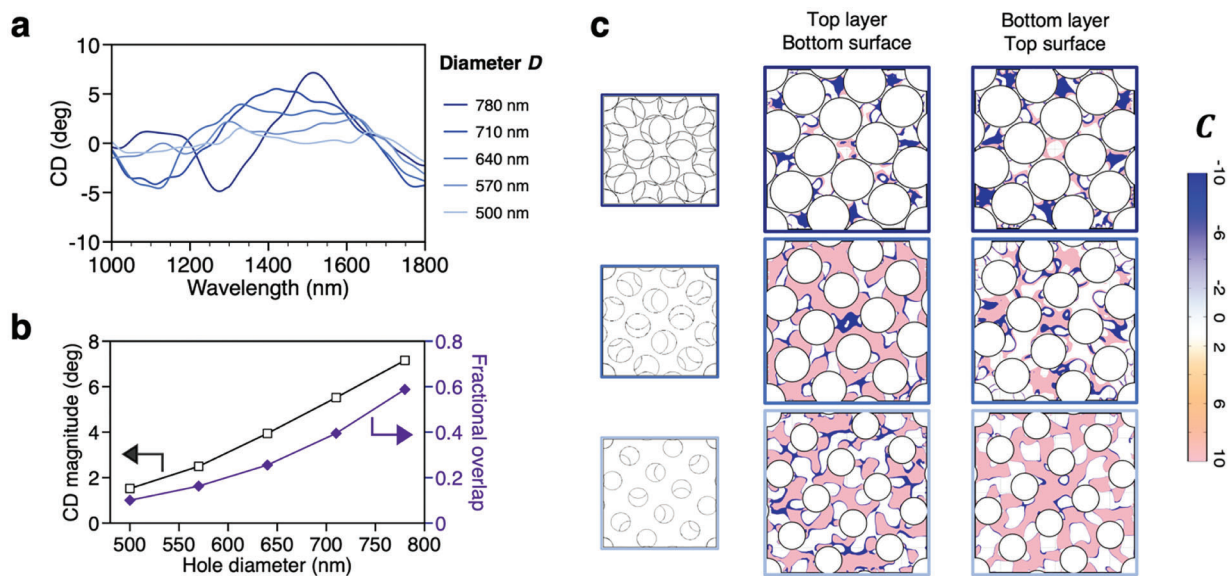 a
10
5
0
-5
-10
CD (deg)
1000
1200
1400
1600
1800
Wavelength (nm)
Diameter D
780 nm
710 nm
640 nm
570 nm
500 nm
b
8
6
4
2
0
CD magnitude (deg)
0.8
0.6
0.4
0.2
0
Fractional overlap
500
550
600
650
700
750
800
Hole diameter (nm)
c
Top layer
Bottom surface
Bottom layer
Top surface
C
-10
-6
-2
0
2
6
10